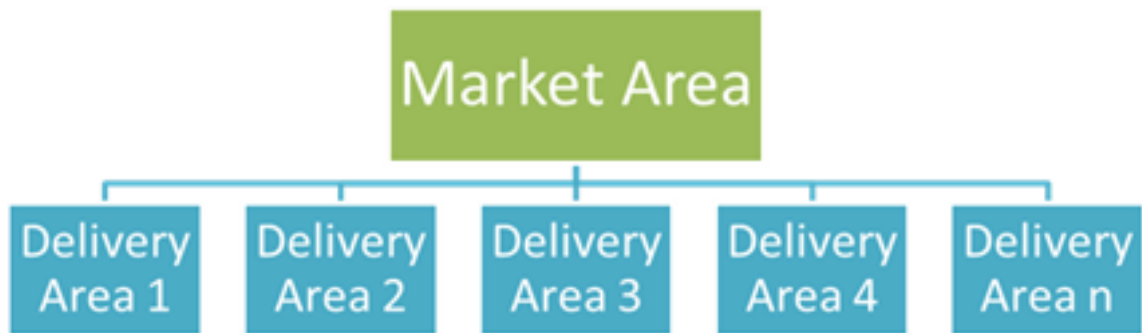 Market Area
Delivery
Area 1
Delivery
Area 2
Delivery
Area 3
Delivery
Area 4
Delivery
Area n